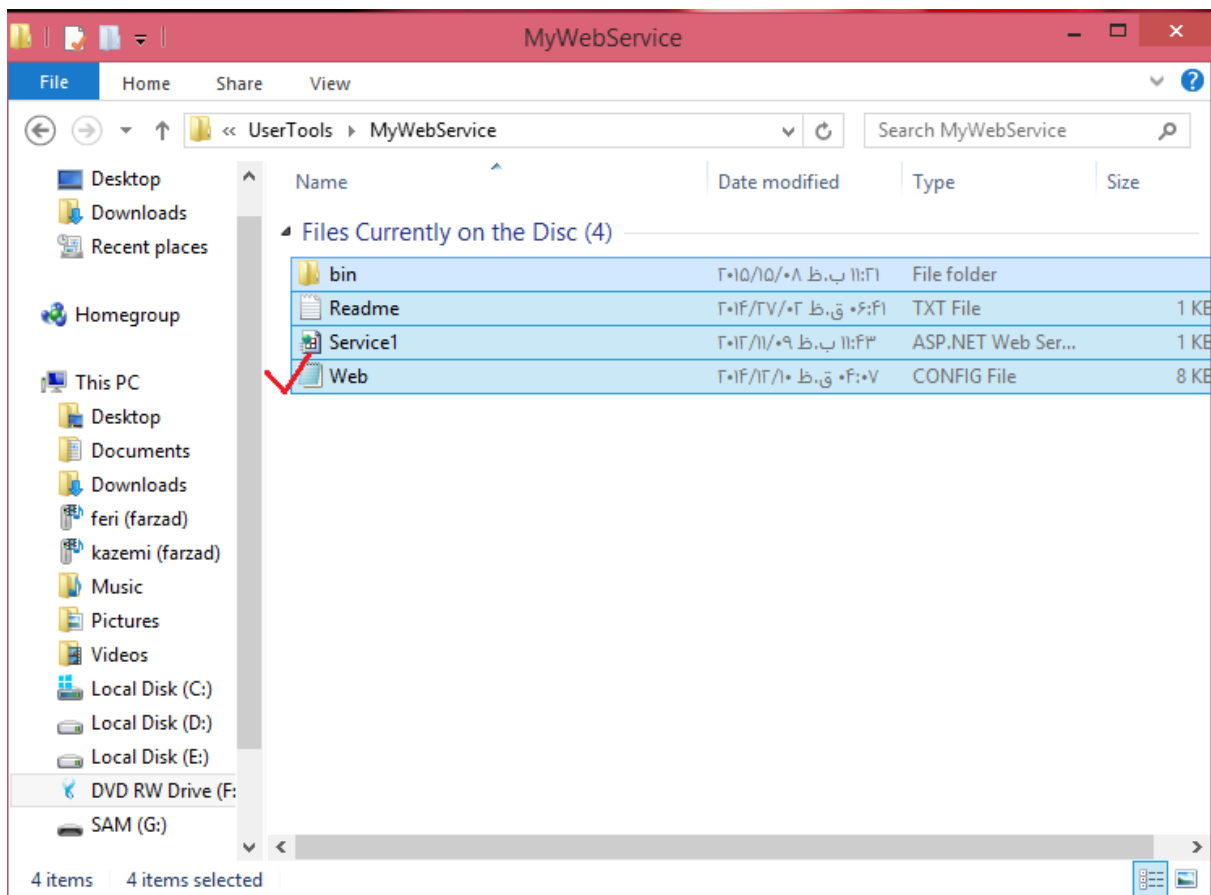 MyWebService
File Home Share View
« UserTools MyWebService Search MyWebService
Name Date modified Type Size
Files Currently on the Disc (4)
bin ۲۰۱۵/۱۵/۰۸ ب.ظ ۱۱:۲۱ File folder
Readme ۲۰۱۴/۲۷/۰۲ ق.ظ ۰۶:۴۱ TXT File 1 KB
Service1 ۲۰۱۳/۱۱/۰۹ ب.ظ ۱۱:۴۳ ASP.NET Web Ser... 1 KB
Web ۲۰۱۴/۱۲/۱۰ ق.ظ ۰۴:۰۷ CONFIG File 8 KB
Desktop
Downloads
Recent places
Homegroup
This PC
Desktop
Documents
Downloads
feri (farzad)
kazemi (farzad)
Music
Pictures
Videos
Local Disk (C:)
Local Disk (D:)
Local Disk (E:)
DVD RW Drive (F:
SAM (G:)
4 items 4 items selected